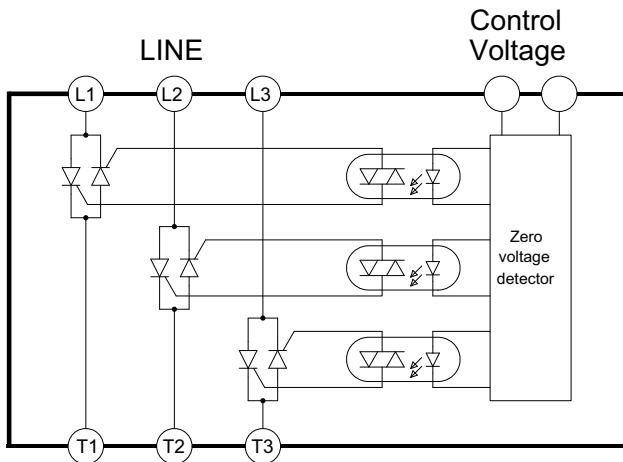 LINE
Control
Voltage
L1
L2
L3
Zero
voltage
detector
T1
T2
T3